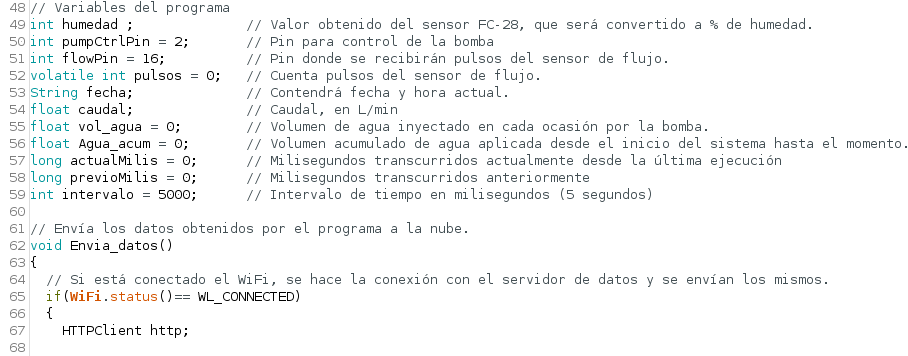 48 // Variables del programa
49 int humedad ; // Valor obtenido del sensor FC-28, que será convertido a % de humedad.
50 int pumpCtrlPin = 2; // Pin para control de la bomba
51 int flowPin = 16; // Pin donde se recibirán pulsos del sensor de flujo.
52 volatile int pulsos = 0; // Cuenta pulsos del sensor de flujo.
53 String fecha; // Contendrá fecha y hora actual.
54 float caudal; // Caudal, en L/min
55 float vol_agua = 0; // Volumen de agua inyectado en cada ocasión por la bomba.
56 float Agua_acum = 0; // Volumen acumulado de agua aplicada desde el inicio del sistema hasta el momento.
57 long actualMilis = 0; // Milisegundos transcurridos actualmente desde la última ejecución
58 long previoMilis = 0; // Milisegundos transcurridos anteriormente
59 int intervalo = 5000; // Intervalo de tiempo en milisegundos (5 segundos)
60
61 // Envía los datos obtenidos por el programa a la nube.
62 void Envia_datos()
63 {
64 // Si está conectado el WiFi, se hace la conexión con el servidor de datos y se envían los mismos.
65 if(WiFi.status()== WL_CONNECTED)
66 {
67 HTTPClient http;
68